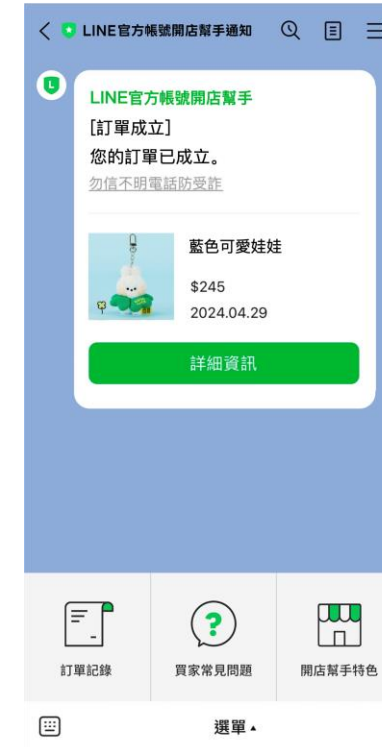 LINE官方帳號開店幫手通知
LINE官方帳號開店幫手
[訂單成立]
您的訂單已成立。
勿信不明電話防受詐
藍色可愛娃娃
$245
2024.04.29
詳細資訊
訂單記錄
買家常見問題
開店幫手特色
選單▲